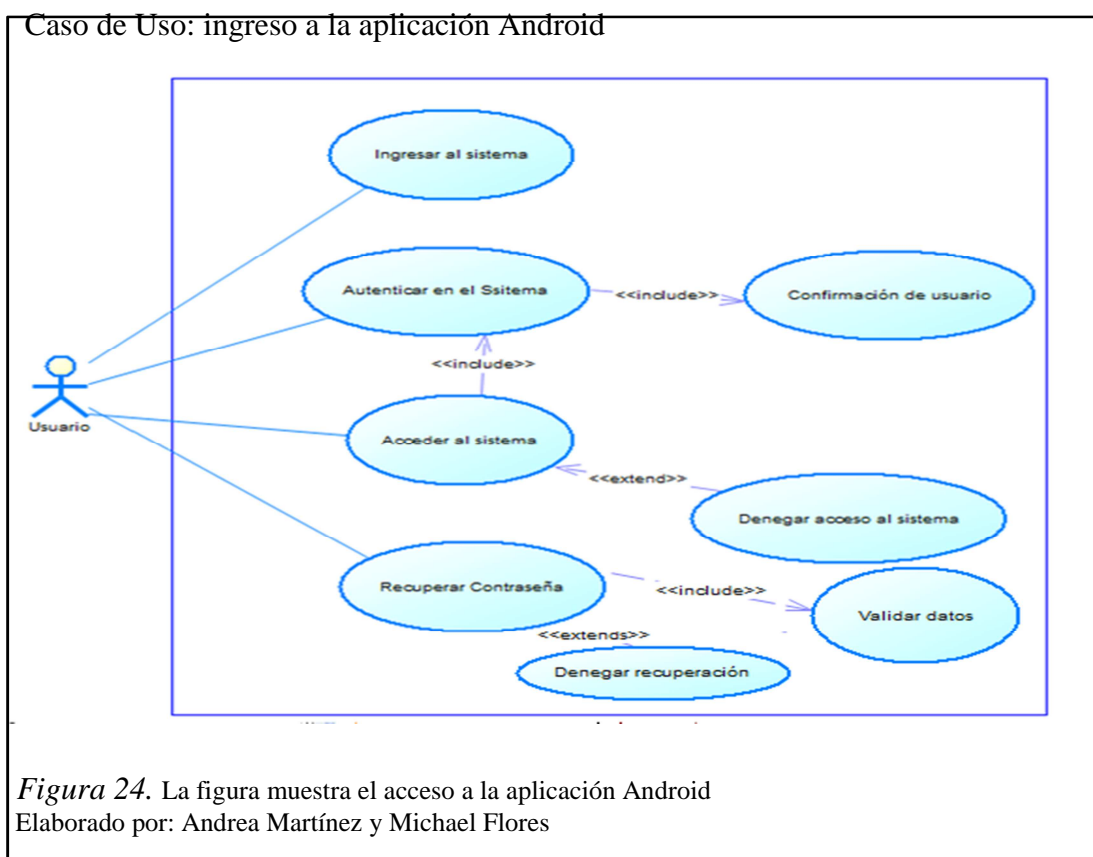 Caso de Uso: ingreso a la aplicación Android
Ingresar al sistema
Autenticar en el Ssitema
<<include>>
Confirmación de usuario
<<include>>
Usuario
Acceder al sistema
<<extend>>
Denegar acceso al sistema
Recuperar Contraseña
<<include>>
Validar datos
<<extends>>
Denegar recuperación
Figura 24. La figura muestra el acceso a la aplicación Android
Elaborado por: Andrea Martínez y Michael Flores